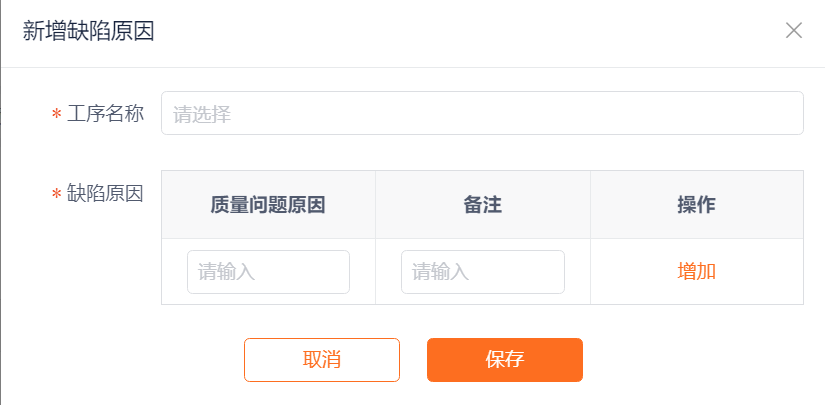 新增缺陷原因
* 工序名称 请选择
* 缺陷原因
质量问题原因 备注 操作
请输入 请输入 增加
取消 保存